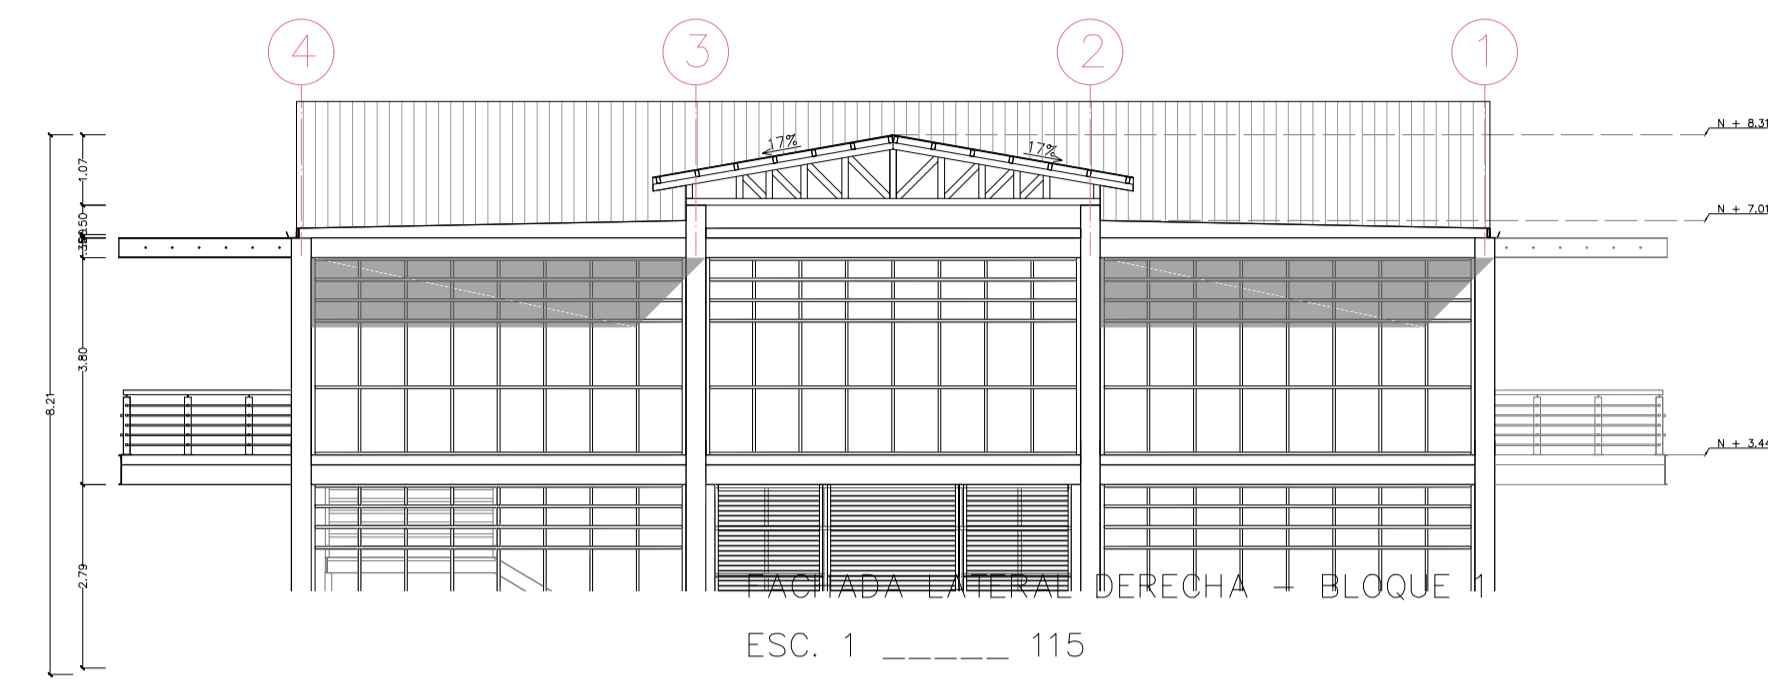 4 3 2 1
N + 8.31
17% 17%
1.07
N + 7.01
.50
3.80
8.21
N + 3.44
2.79
FACHADA LATERAL DERECHA - BLOQUE 1
ESC. 1 _____ 115